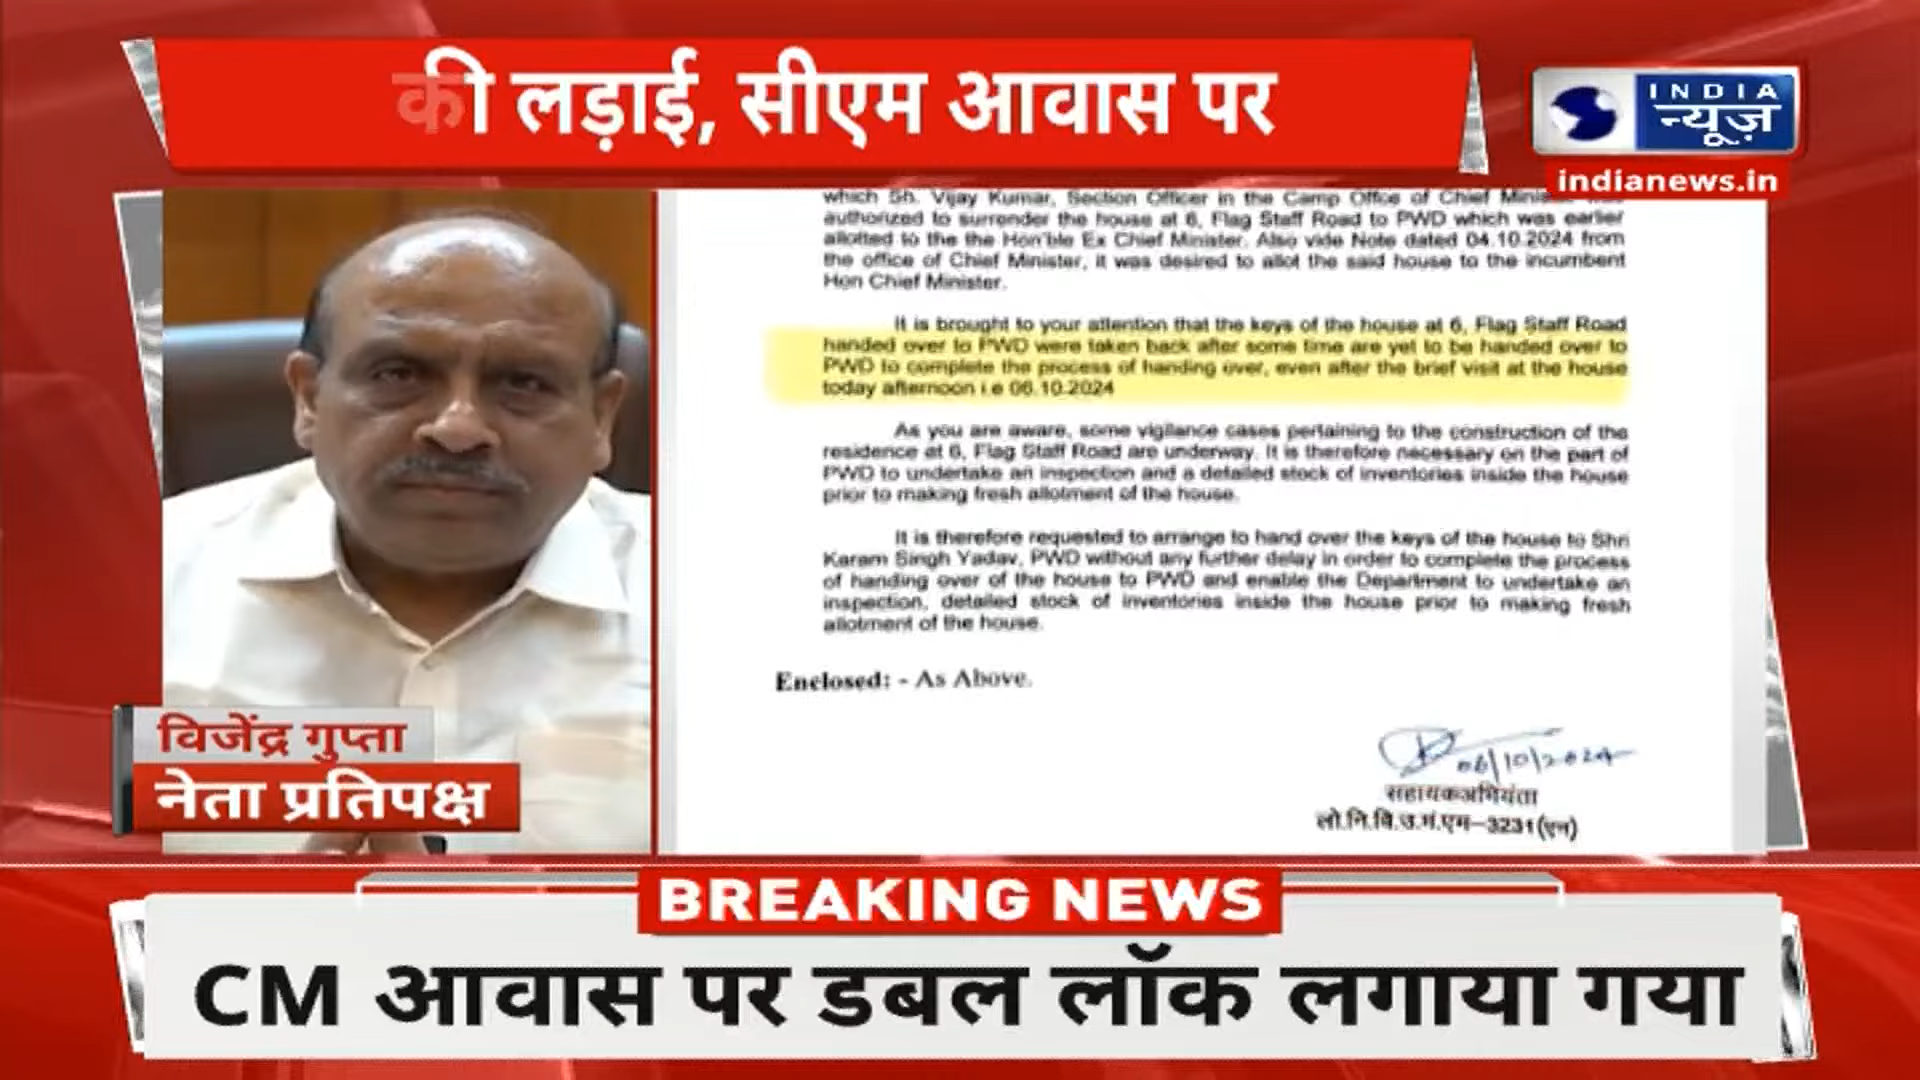 की लड़ाई, सीएम आवास पर
INDIA
न्यूज़
indianews.in
which Sh. Vijay Kumar, Section Officer in the Camp Office of Chief
authorized to surrender the house at 6, Flag Staff Road to PWD which was earlier
allotted to the the Hon'ble Ex Chief Minister. Also vide Note dated 04.10.2024 from
the office of Chief Minister, it was desired to allot the said house to the incumbent
Hon Chief Minister.
It is brought to your attention that the keys of the house at 6, Flag Staff Road
handed over to PWD were taken back after some time are yet to be handed over to
PWD to complete the process of handing over, even after the brief visit at the house
today afternoon i.e 06.10.2024
As you are aware, some vigilance cases pertaining to the construction of the
residence at 6, Flag Staff Road are underway. It is therefore necessary on the part of
PWD to undertake an inspection and a detailed stock of inventories inside the house
prior to making fresh allotment of the house.
It is therefore requested to arrange to hand over the keys of the house to Shri
Karam Singh Yadav, PWD without any further delay in order to complete the process
of handing over of the house to PWD and enable the Department to undertake an
inspection, detailed stock of inventories inside the house prior to making fresh
allotment of the house.
Enclosed: - As Above.
06/10/2024
सहायक अभियंता
लो.नि.वि.उ.मं.एम-3231(एन)
विजेंद्र गुप्ता
नेता प्रतिपक्ष
BREAKING NEWS
CM आवास पर डबल लॉक लगाया गया